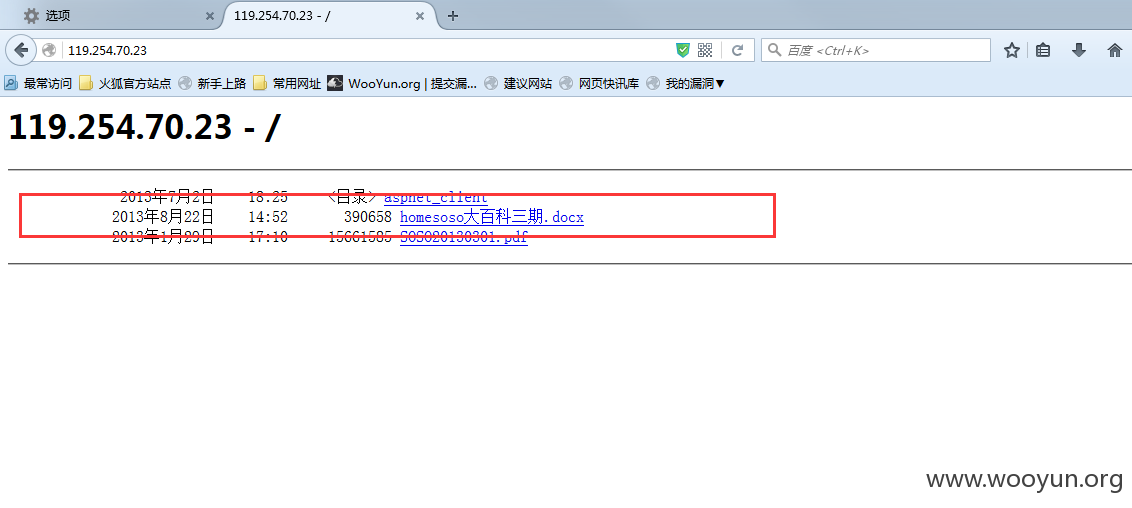 选项
119.254.70.23 - /
119.254.70.23
百度 <Ctrl+K>
最常访问 火狐官方站点 新手上路 常用网址 WooYun.org | 提交漏... 建议网站 网页快讯库 我的漏洞▼
119.254.70.23 - /
2013年7月2日 18:25 <目录> aspnet_client
2013年8月22日 14:52 390658 homesoso大百科三期.docx
2013年1月29日 17:10 15661585 SOSO20130301.pdf
www.wooyun.org